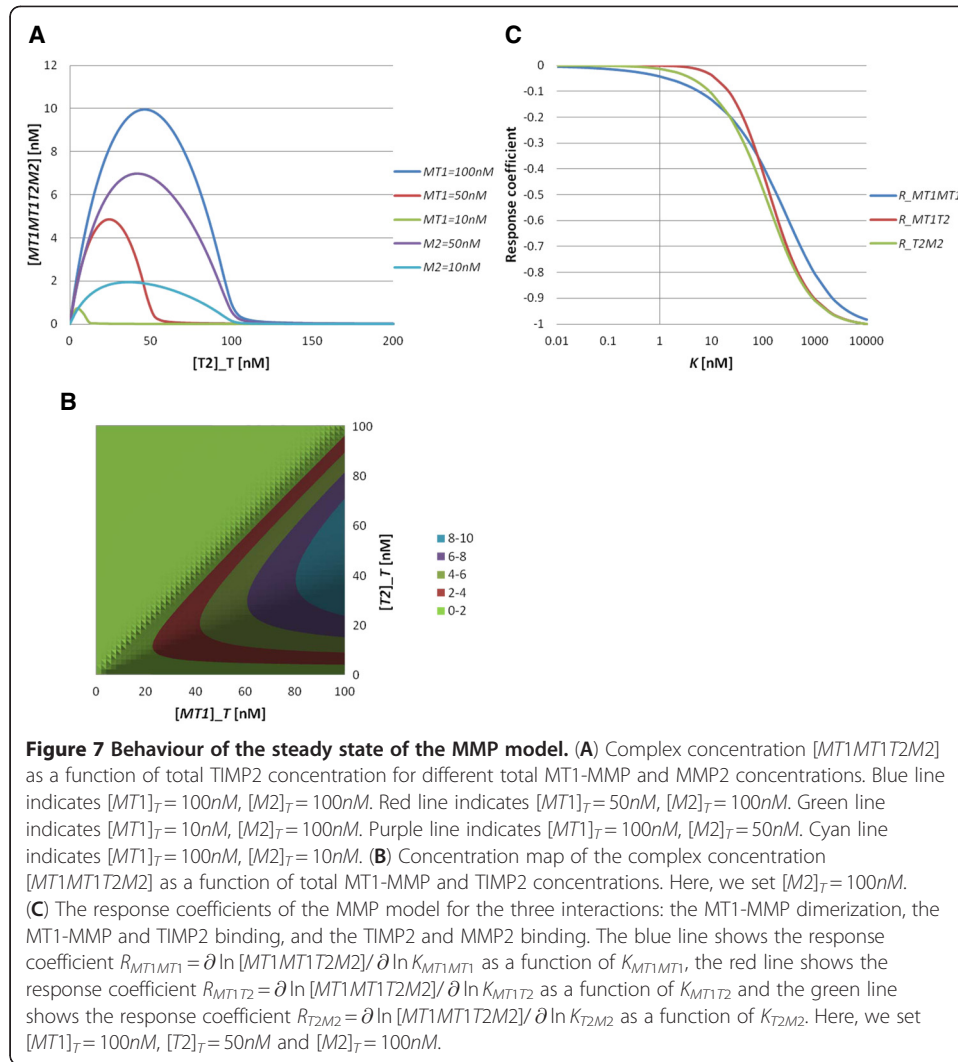 A
12
10
8
6
4
2
0
[MT1MT1T2M2] [nM]
0 50 100 150 200
[T2]_T [nM]
MT1=100nM
MT1=50nM
MT1=10nM
M2=50nM
M2=10nM
C
0
-0.1
-0.2
-0.3
-0.4
-0.5
-0.6
-0.7
-0.8
-0.9
-1
Response coefficient
0.01 0.1 1 10 100 1000 10000
K [nM]
R_MT1MT1
R_MT1T2
R_T2M2
B
100
80
60
40
20
0
[T2]_T [nM]
0 20 40 60 80 100
[MT1]_T [nM]
8-10
6-8
4-6
2-4
0-2
Figure 7 Behaviour of the steady state of the MMP model. (A) Complex concentration [MT1MT1T2M2]
as a function of total TIMP2 concentration for different total MT1-MMP and MMP2 concentrations. Blue line
indicates [MT1]T = 100nM, [M2]T = 100nM. Red line indicates [MT1]T = 50nM, [M2]T = 100nM. Green line
indicates [MT1]T = 10nM, [M2]T = 100nM. Purple line indicates [MT1]T = 100nM, [M2]T = 50nM. Cyan line
indicates [MT1]T = 100nM, [M2]T = 10nM. (B) Concentration map of the complex concentration
[MT1MT1T2M2] as a function of total MT1-MMP and TIMP2 concentrations. Here, we set [M2]T = 100nM.
(C) The response coefficients of the MMP model for the three interactions: the MT1-MMP dimerization, the
MT1-MMP and TIMP2 binding, and the TIMP2 and MMP2 binding. The blue line shows the response
coefficient RMT1MT1 = ∂ ln [MT1MT1T2M2]/∂ ln KMT1MT1 as a function of KMT1MT1, the red line shows the
response coefficient RMT1T2 = ∂ ln [MT1MT1T2M2]/∂ ln KMT1T2 as a function of KMT1T2 and the green line
shows the response coefficient RT2M2 = ∂ ln [MT1MT1T2M2]/∂ ln KT2M2 as a function of KT2M2. Here, we set
[MT1]T = 100nM, [T2]T = 50nM and [M2]T = 100nM.